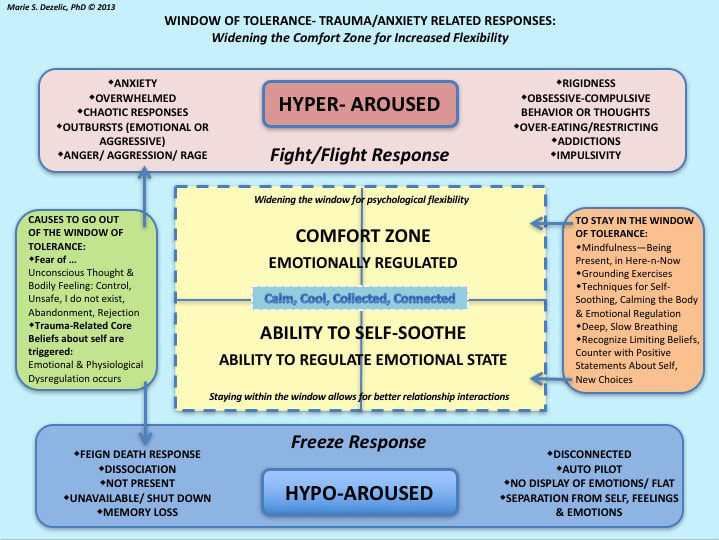 Marie S. Dezelic, PhD © 2013
WINDOW OF TOLERANCE- TRAUMA/ANXIETY RELATED RESPONSES:
Widening the Comfort Zone for Increased Flexibility
◆ANXIETY
◆OVERWHELMED
◆CHAOTIC RESPONSES
◆OUTBURSTS (EMOTIONAL OR
AGGRESSIVE)
◆ANGER/ AGGRESSION/ RAGE
HYPER- AROUSED
Fight/Flight Response
◆RIGIDNESS
◆OBSESSIVE-COMPULSIVE
BEHAVIOR OR THOUGHTS
◆OVER-EATING/RESTRICTING
◆ADDICTIONS
◆IMPULSIVITY
CAUSES TO GO OUT
OF THE WINDOW OF
TOLERANCE:
◆Fear of …
Unconscious Thought &
Bodily Feeling: Control,
Unsafe, I do not exist,
Abandonment, Rejection
◆Trauma-Related Core
Beliefs about self are
triggered:
Emotional & Physiological
Dysregulation occurs
Widening the window for psychological flexibility
COMFORT ZONE
EMOTIONALLY REGULATED
Calm, Cool, Collected, Connected
ABILITY TO SELF-SOOTHE
ABILITY TO REGULATE EMOTIONAL STATE
Staying within the window allows for better relationship interactions
TO STAY IN THE WINDOW
OF TOLERANCE:
◆Mindfulness—Being
Present, in Here-n-Now
◆Grounding Exercises
◆Techniques for Self-
Soothing, Calming the Body
& Emotional Regulation
◆Deep, Slow Breathing
◆Recognize Limiting Beliefs,
Counter with Positive
Statements About Self,
New Choices
◆FEIGN DEATH RESPONSE
◆DISSOCIATION
◆NOT PRESENT
◆UNAVAILABLE/ SHUT DOWN
◆MEMORY LOSS
Freeze Response
HYPO-AROUSED
◆DISCONNECTED
◆AUTO PILOT
◆NO DISPLAY OF EMOTIONS/ FLAT
◆SEPARATION FROM SELF, FEELINGS
& EMOTIONS